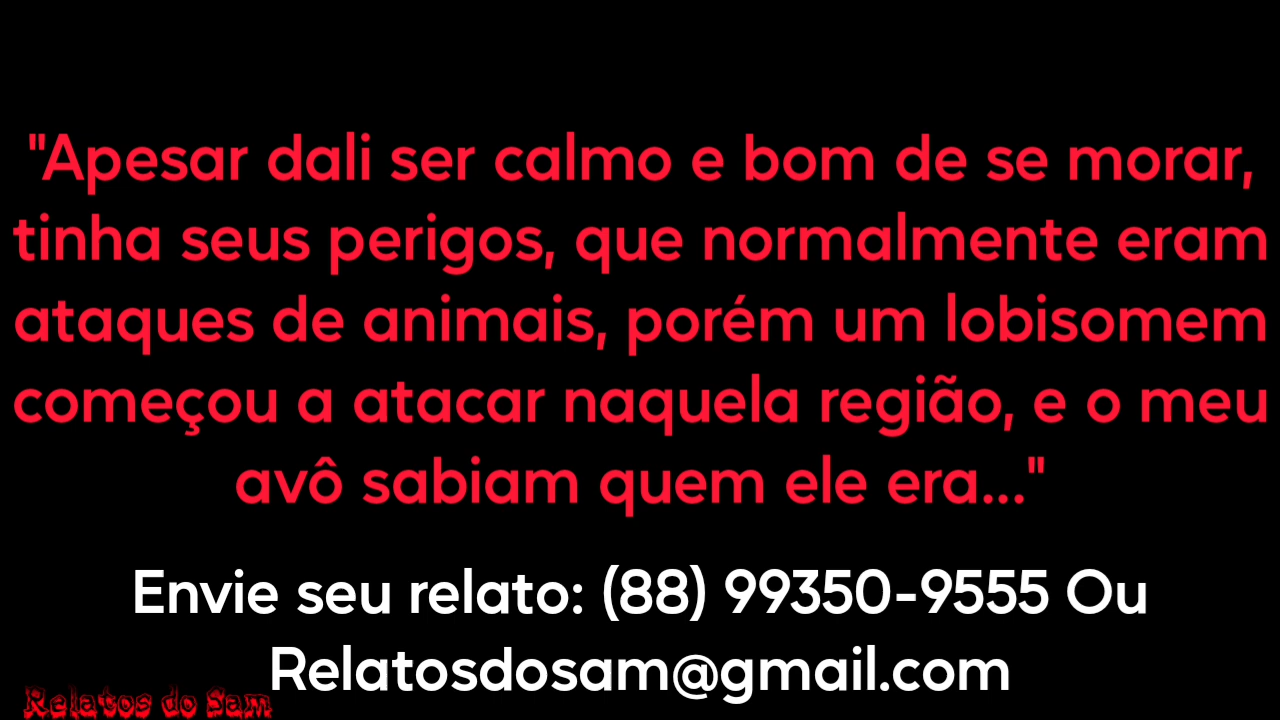 "Apesar dali ser calmo e bom de se morar,
tinha seus perigos, que normalmente eram
ataques de animais, porém um lobisomem
começou a atacar naquela região, e o meu
avô sabiam quem ele era..."
Envie seu relato: (88) 99350-9555 Ou
Relatosdosam@gmail.com
Relatos do Sam